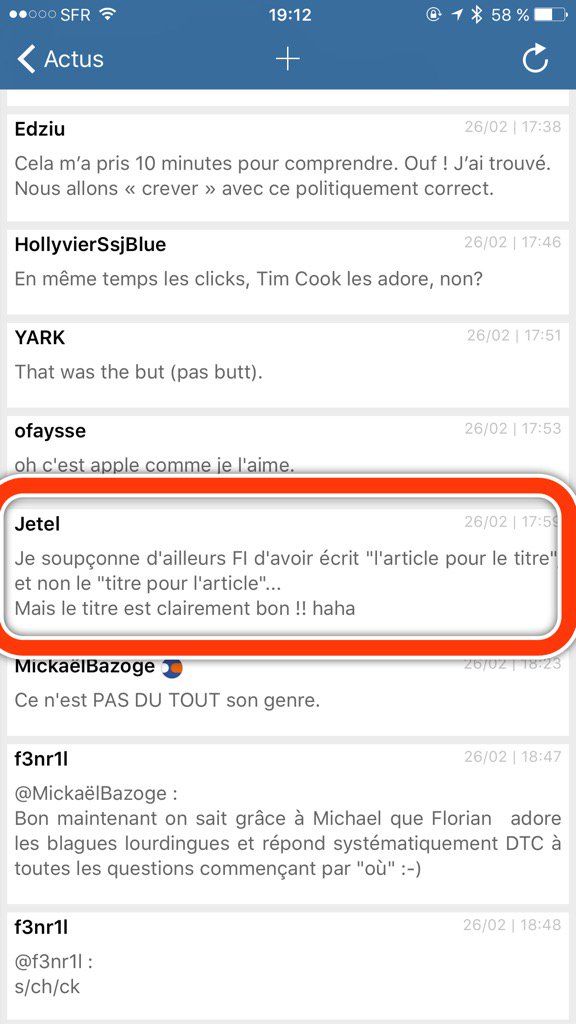 SFR 19:12 58 %
Actus
Edziu 26/02 | 17:38
Cela m’a pris 10 minutes pour comprendre. Ouf ! J’ai trouvé.
Nous allons « crever » avec ce politiquement correct.
HollyvierSsjBlue 26/02 | 17:46
En même temps les clicks, Tim Cook les adore, non?
YARK 26/02 | 17:51
That was the but (pas butt).
ofaysse 26/02 | 17:53
oh c'est apple comme je l'aime.
Jetel 26/02 | 17:59
Je soupçonne d'ailleurs FI d'avoir écrit "l'article pour le titre",
et non le "titre pour l'article"...
Mais le titre est clairement bon !! haha
MickaëlBazoge 26/02 | 18:23
Ce n'est PAS DU TOUT son genre.
f3nr1l 26/02 | 18:47
@MickaëlBazoge :
Bon maintenant on sait grâce à Michael que Florian adore
les blagues lourdingues et répond systématiquement DTC à
toutes les questions commençant par "où" :-)
f3nr1l 26/02 | 18:48
@f3nr1l :
s/ch/ck